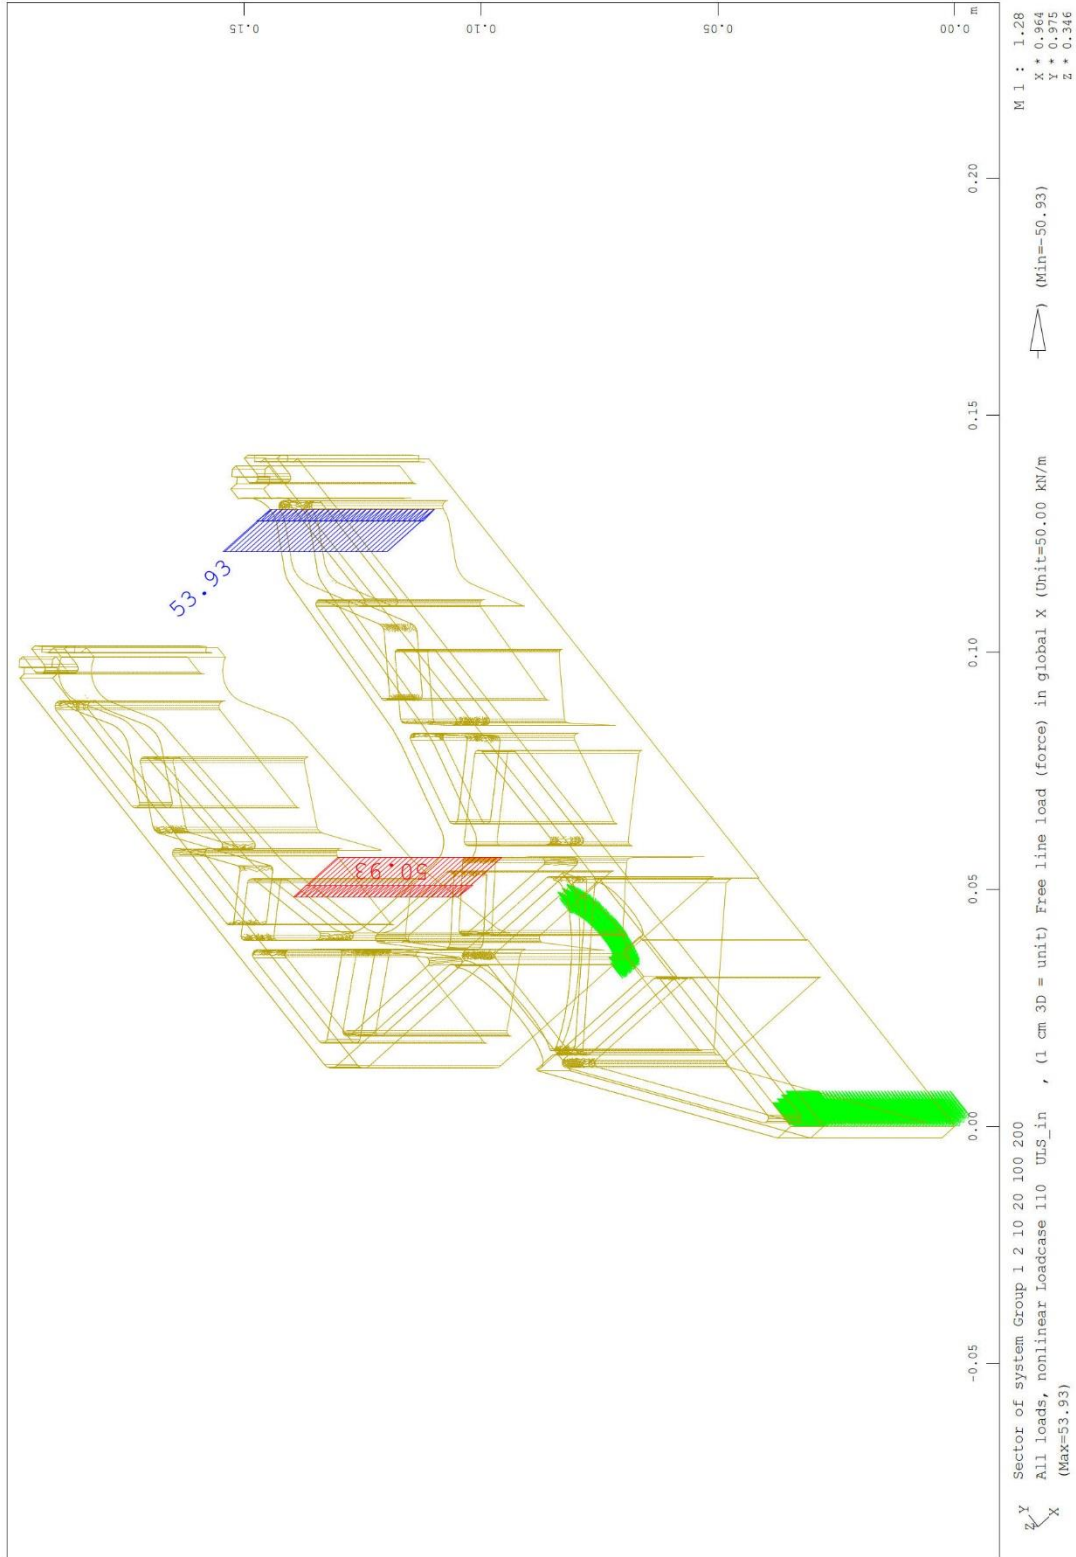 53.93
50.93
0.15
0.10
0.05
0.00
m
-0.05
0.00
0.05
0.10
0.15
0.20
Z Y
X
Sector of system Group 1 2 10 20 100 200
M 1 : 1.28
All loads, nonlinear Loadcase 110 ULS_in , (1 cm 3D = unit) Free line load (force) in global X (Unit=50.00 kN/m ) (Min=-50.93)
(Max=53.93)
X * 0.964
Y * 0.975
Z * 0.346